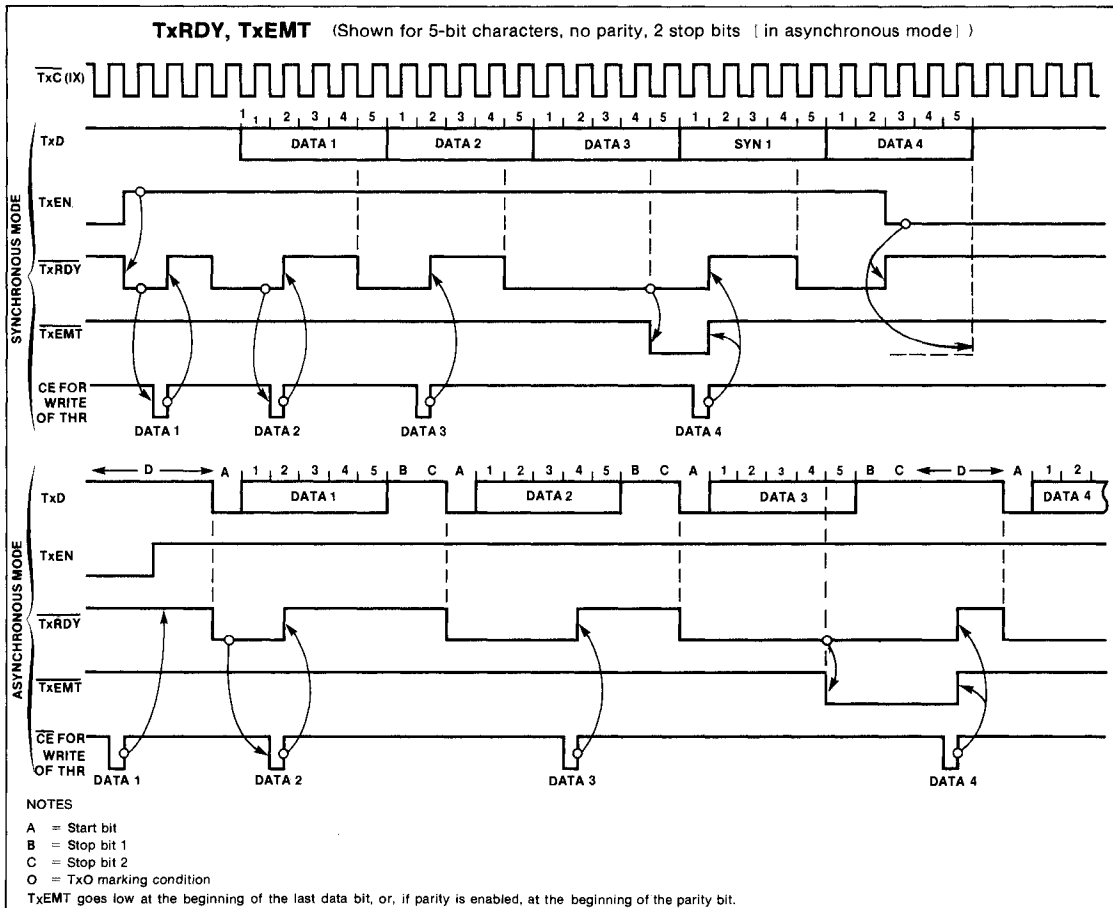 TxRDY, TxEMT (Shown for 5-bit characters, no parity, 2 stop bits [ in asynchronous mode ] )
TxC (IX)
SYNCHRONOUS MODE
1 1 2 3 4 5 1 2 3 4 5 1 2 3 4 5 1 2 3 4 5 1 2 3 4 5
TxD
DATA 1 DATA 2 DATA 3 SYN 1 DATA 4
TxEN
TxRDY
TxEMT
CE FOR
WRITE
OF THR
DATA 1 DATA 2 DATA 3 DATA 4
ASYNCHRONOUS MODE
D A 1 2 3 4 5 B C A 1 2 3 4 5 B C A 1 2 3 4 5 B C D A 1 2
TxD
DATA 1 DATA 2 DATA 3 DATA 4
TxEN
TxRDY
TxEMT
CE FOR
WRITE
OF THR
DATA 1 DATA 2 DATA 3 DATA 4
NOTES
A = Start bit
B = Stop bit 1
C = Stop bit 2
O = TxO marking condition
TxEMT goes low at the beginning of the last data bit, or, if parity is enabled, at the beginning of the parity bit.